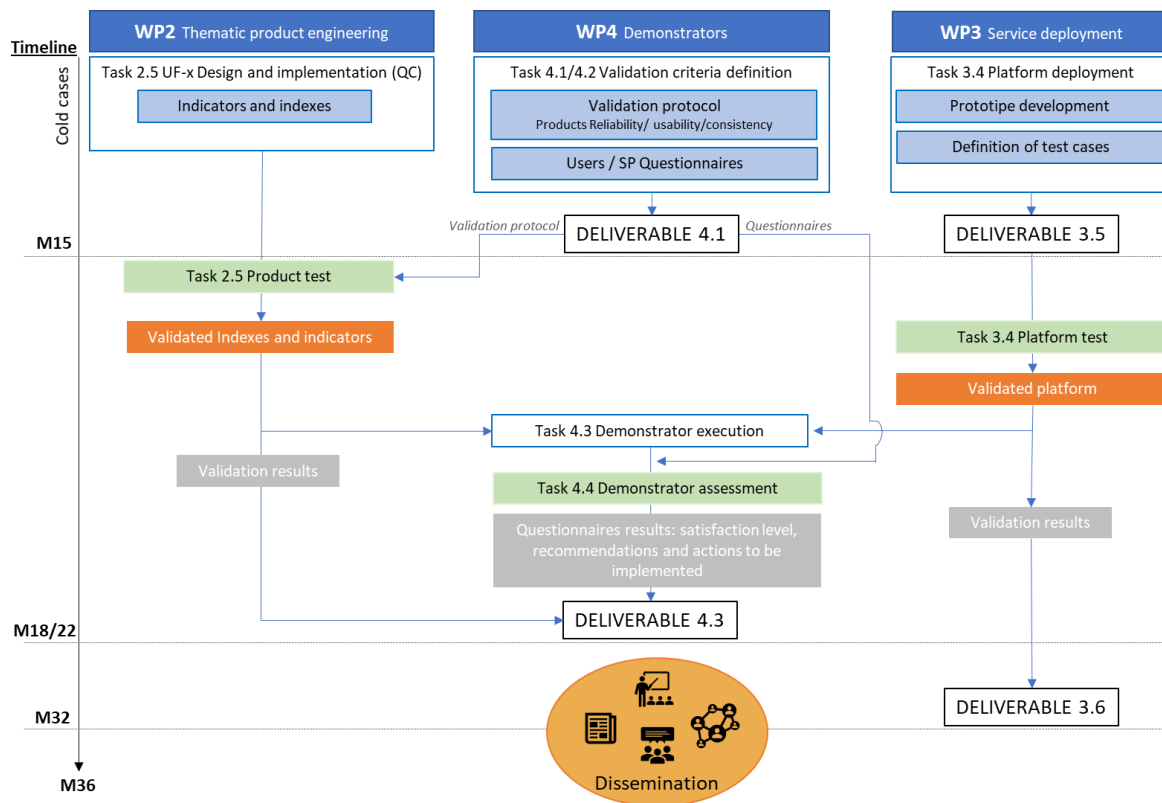 WP2 Thematic product engineering
WP4 Demonstrators
WP3 Service deployment
Timeline
Cold cases
Task 2.5 UF-x Design and implementation (QC)
Indicators and indexes
Task 4.1/4.2 Validation criteria definition
Validation protocol
Products Reliability/ usability/consistency
Users / SP Questionnaires
Task 3.4 Platform deployment
Prototipe development
Definition of test cases
Validation protocol
DELIVERABLE 4.1
Questionnaires
DELIVERABLE 3.5
M15
Task 2.5 Product test
Validated Indexes and indicators
Task 3.4 Platform test
Validated platform
Task 4.3 Demonstrator execution
Validation results
Task 4.4 Demonstrator assessment
Questionnaires results: satisfaction level,
recommendations and actions to be
implemented
Validation results
DELIVERABLE 4.3
M18/22
DELIVERABLE 3.6
M32
Dissemination
M36